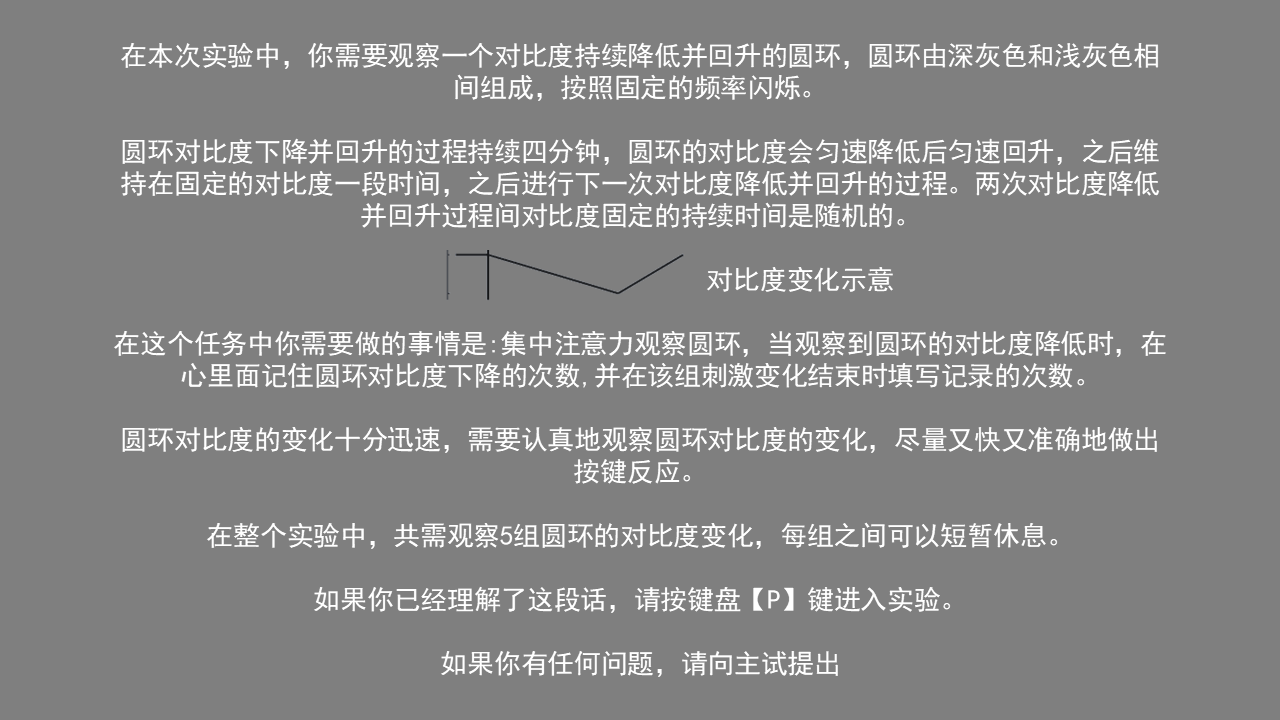 在本次实验中，你需要观察一个对比度持续降低并回升的圆环，圆环由深灰色和浅灰色相
间组成，按照固定的频率闪烁。
圆环对比度下降并回升的过程持续四分钟，圆环的对比度会匀速降低后匀速回升，之后维
持在固定的对比度一段时间，之后进行下一次对比度降低并回升的过程。两次对比度降低
并回升过程间对比度固定的持续时间是随机的。
对比度变化示意
在这个任务中你需要做的事情是:集中注意力观察圆环，当观察到圆环的对比度降低时，在
心里面记住圆环对比度下降的次数,并在该组刺激变化结束时填写记录的次数。
圆环对比度的变化十分迅速，需要认真地观察圆环对比度的变化，尽量又快又准确地做出
按键反应。
在整个实验中，共需观察5组圆环的对比度变化，每组之间可以短暂休息。
如果你已经理解了这段话，请按键盘【P】键进入实验。
如果你有任何问题，请向主试提出